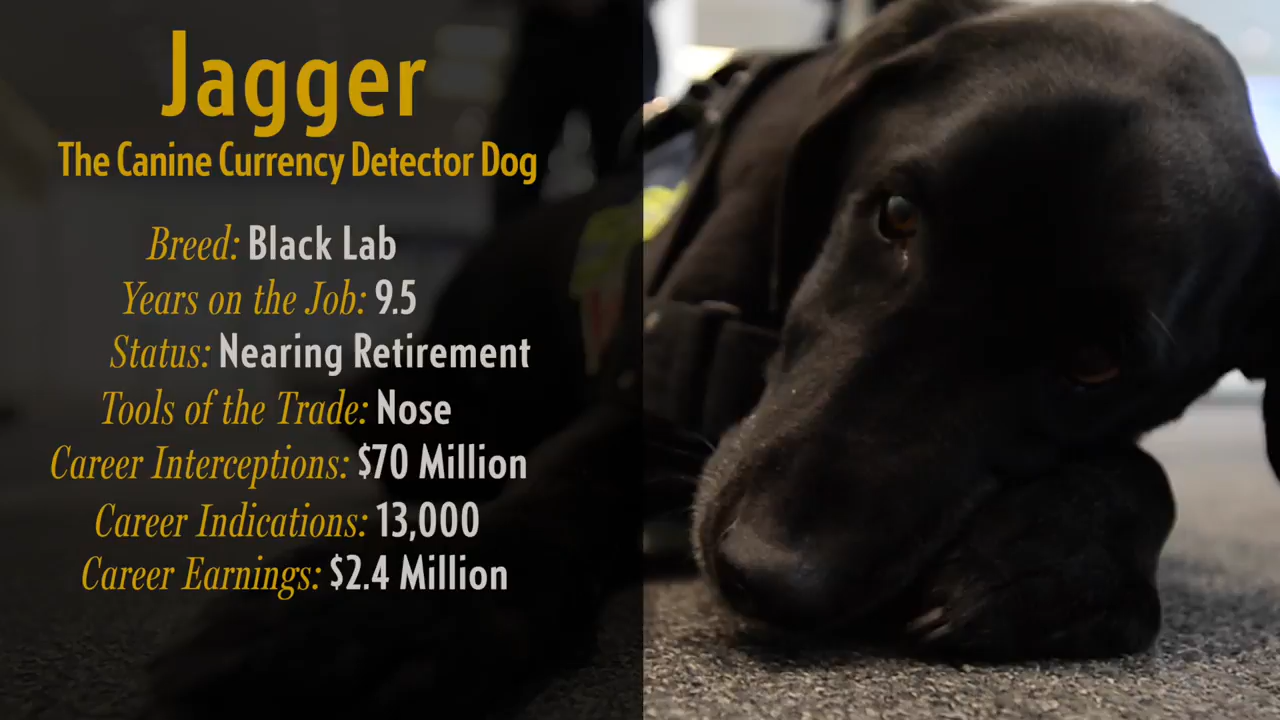 Jagger
The Canine Currency Detector Dog
Breed: Black Lab
Years on the Job: 9.5
Status: Nearing Retirement
Tools of the Trade: Nose
Career Interceptions: $70 Million
Career Indications: 13,000
Career Earnings: $2.4 Million